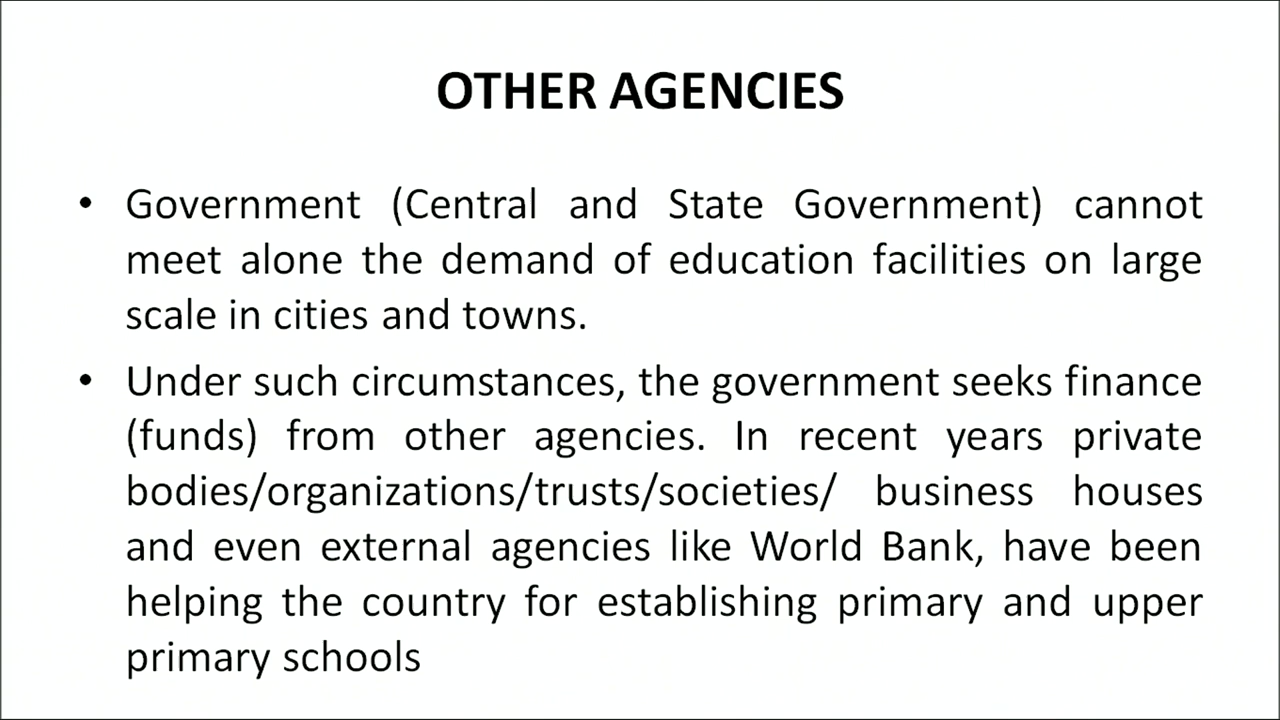 OTHER AGENCIES
• Government (Central and State Government) cannot
meet alone the demand of education facilities on large
scale in cities and towns.
• Under such circumstances, the government seeks finance
(funds) from other agencies. In recent years private
bodies/organizations/trusts/societies/ business houses
and even external agencies like World Bank, have been
helping the country for establishing primary and upper
primary schools